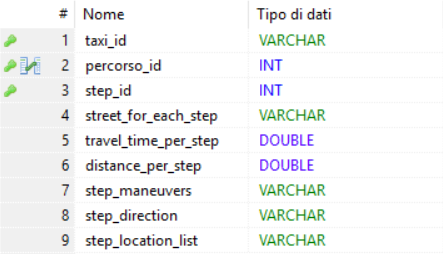 # Nome Tipo di dati
1 taxi_id VARCHAR
2 percorso_id INT
3 step_id INT
4 street_for_each_step VARCHAR
5 travel_time_per_step DOUBLE
6 distance_per_step DOUBLE
7 step_maneuvers VARCHAR
8 step_direction VARCHAR
9 step_location_list VARCHAR